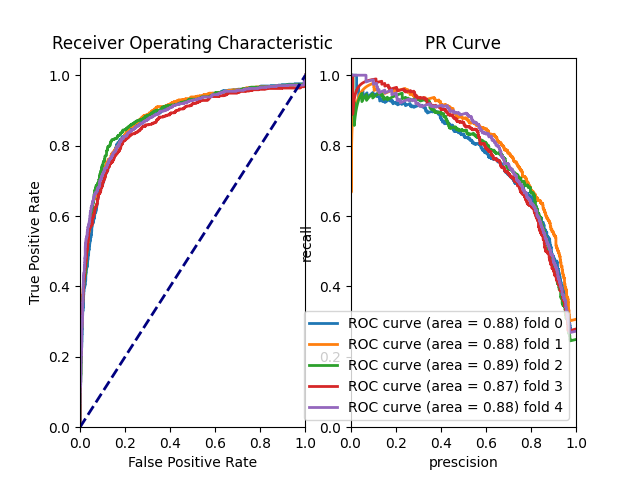 Receiver Operating Characteristic
PR Curve
1.0
0.8
0.6
0.4
0.2
0.0
True Positive Rate
0.0 0.2 0.4 0.6 0.8 1.0
False Positive Rate
1.0
0.8
0.6
0.4
0.2
0.0
recall
0.0 0.2 0.4 0.6 0.8 1.0
prescision
ROC curve (area = 0.88) fold 0
ROC curve (area = 0.88) fold 1
ROC curve (area = 0.89) fold 2
ROC curve (area = 0.87) fold 3
ROC curve (area = 0.88) fold 4